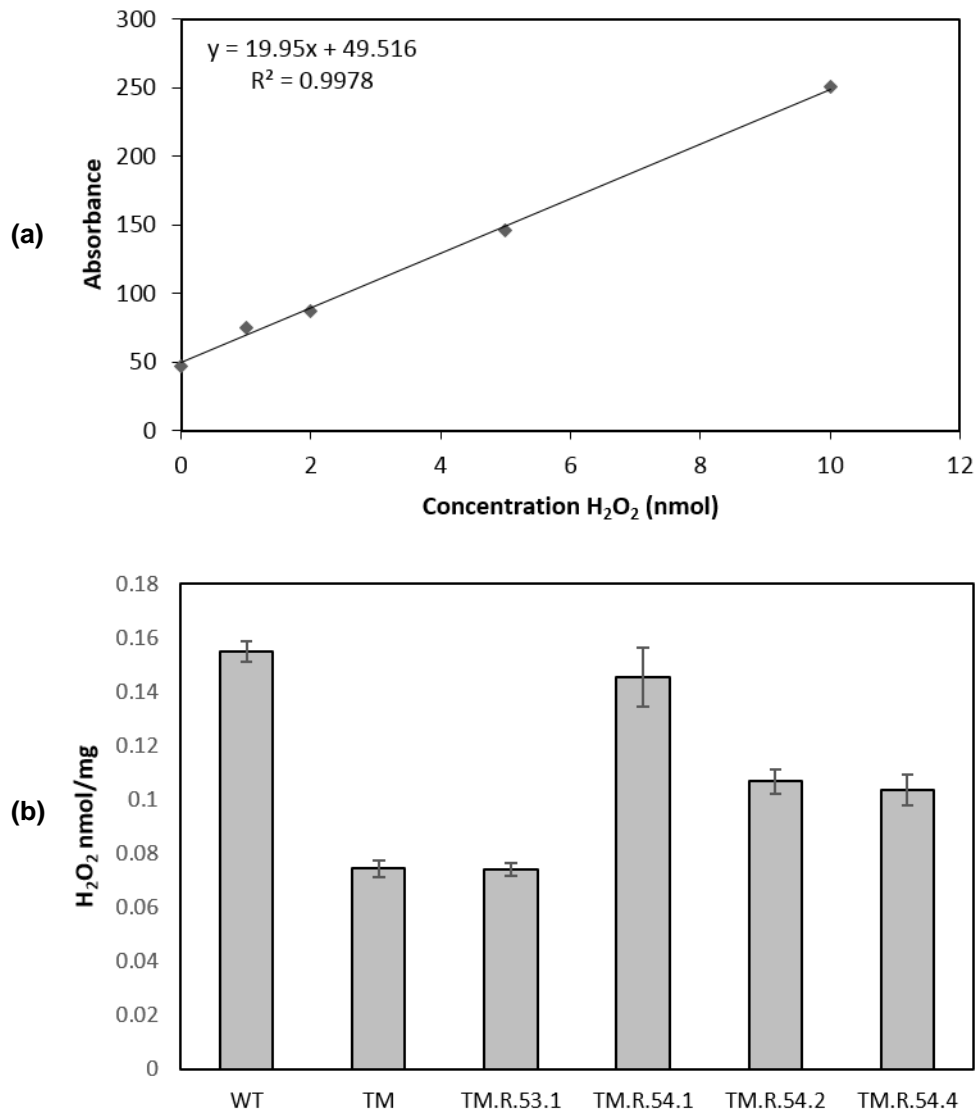 (a)
y = 19.95x + 49.516
R² = 0.9978
Absorbance
300
250
200
150
100
50
0
0 2 4 6 8 10 12
Concentration H₂O₂ (nmol)
(b)
H₂O₂ nmol/mg
0.18
0.16
0.14
0.12
0.1
0.08
0.06
0.04
0.02
0
WT TM TM.R.53.1 TM.R.54.1 TM.R.54.2 TM.R.54.4